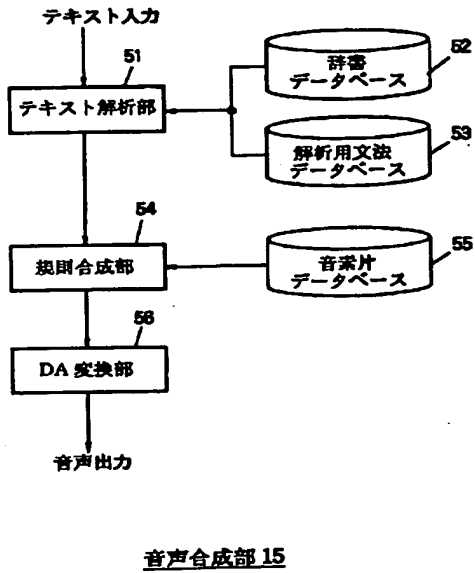 テキスト入力
51
テキスト解析部
辞書
データベース
52
解析用文法
データベース
53
54
規則合成部
音素片
データベース
55
56
DA 変換部
音声出力
音声合成部 15